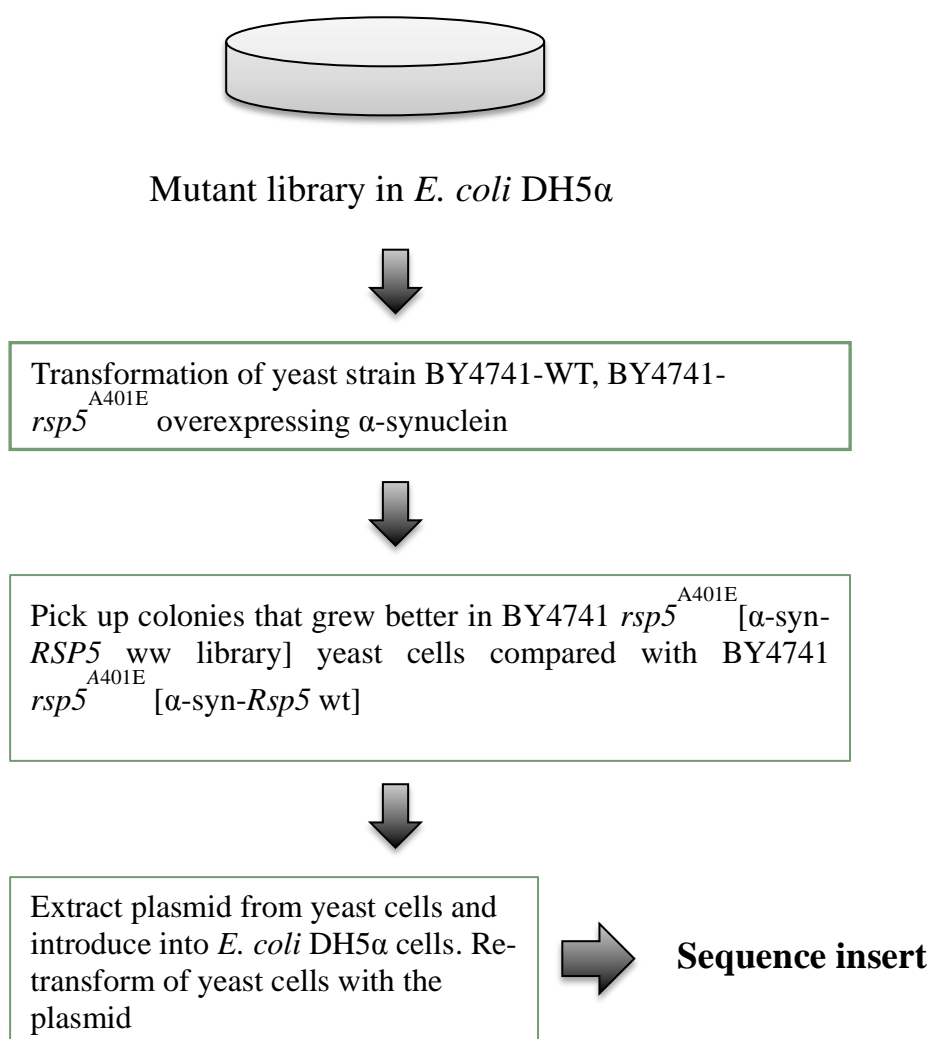 Mutant library in E. coli DH5α
Transformation of yeast strain BY4741-WT, BY4741-
rsp5A401E overexpressing α-synuclein
Pick up colonies that grew better in BY4741 rsp5A401E[α-syn-
RSP5 ww library] yeast cells compared with BY4741
rsp5A401E [α-syn-Rsp5 wt]
Extract plasmid from yeast cells and
introduce into E. coli DH5α cells. Re-
transform of yeast cells with the
plasmid
Sequence insert